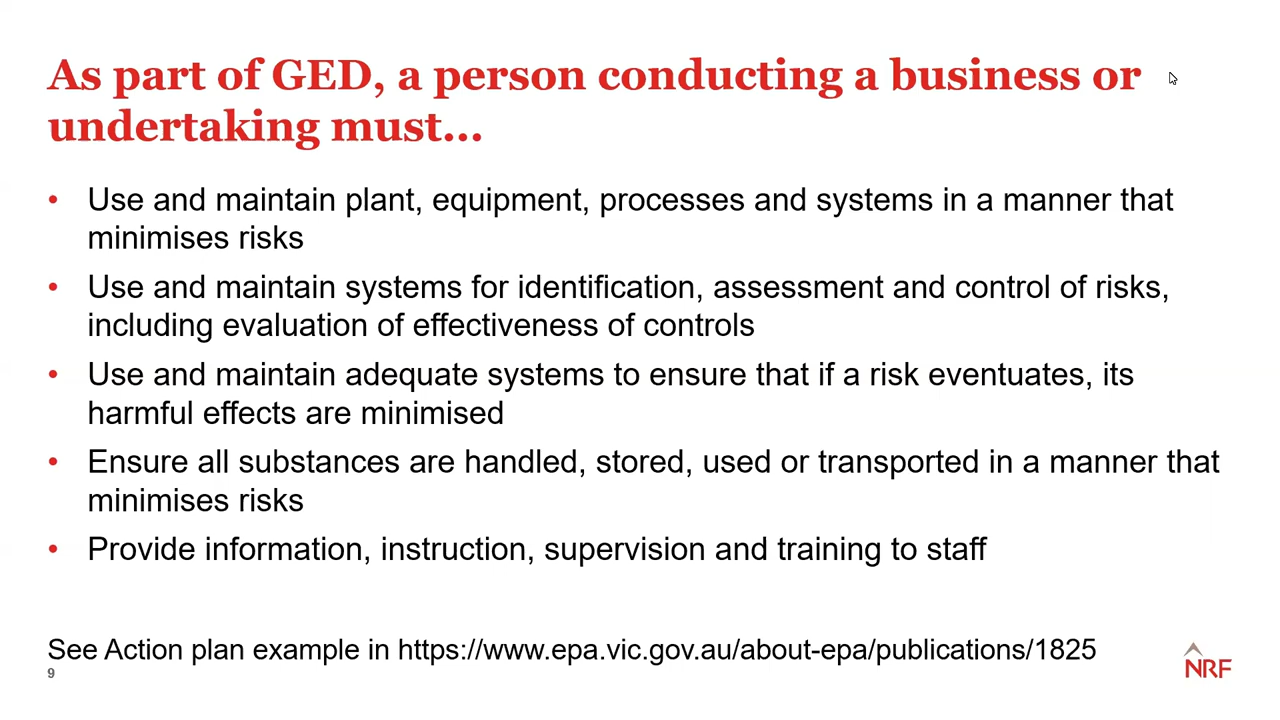 As part of GED, a person conducting a business or
undertaking must...
• Use and maintain plant, equipment, processes and systems in a manner that
minimises risks
• Use and maintain systems for identification, assessment and control of risks,
including evaluation of effectiveness of controls
• Use and maintain adequate systems to ensure that if a risk eventuates, its
harmful effects are minimised
• Ensure all substances are handled, stored, used or transported in a manner that
minimises risks
• Provide information, instruction, supervision and training to staff
See Action plan example in https://www.epa.vic.gov.au/about-epa/publications/1825
9
NRF